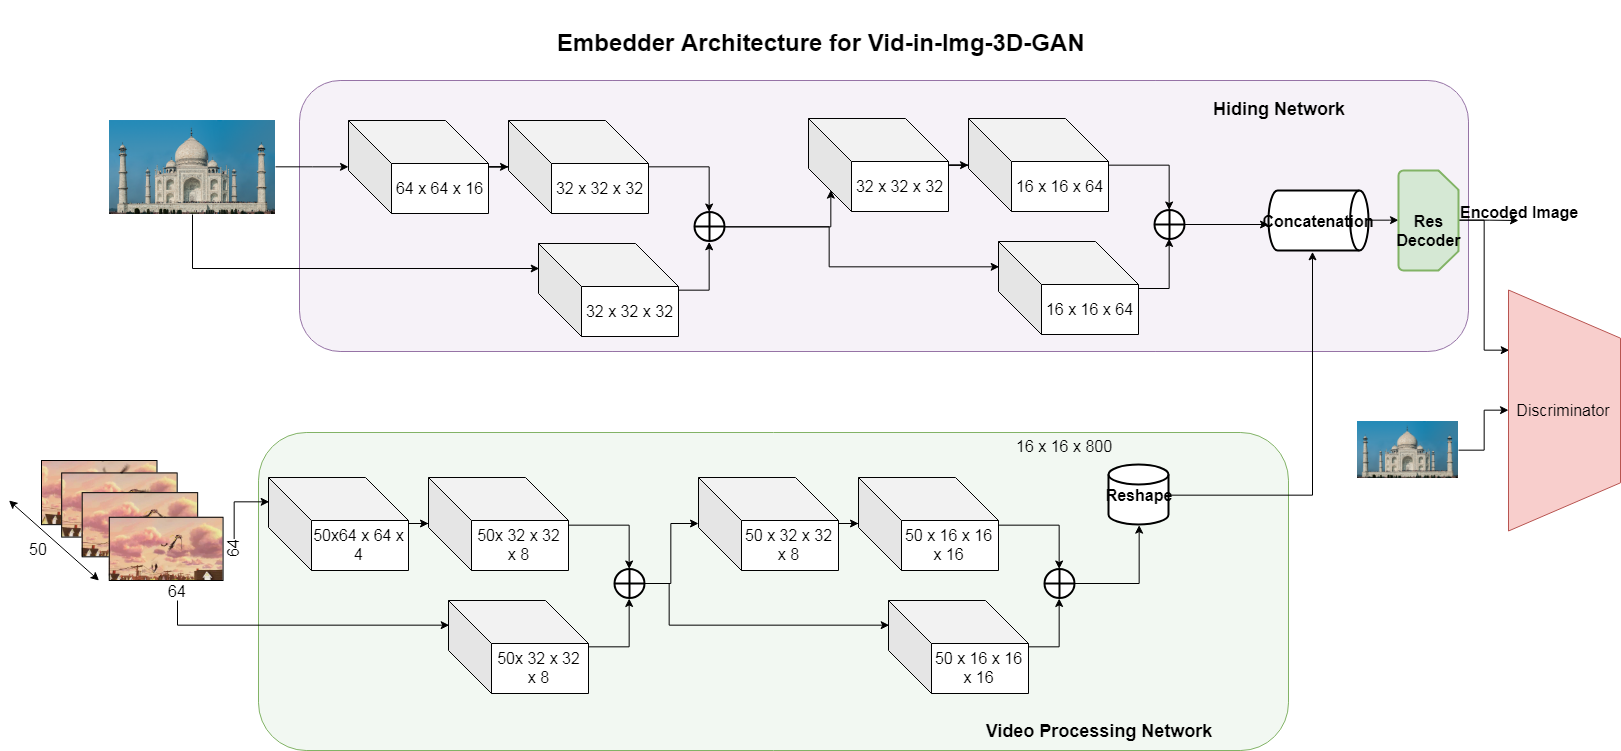 Embedder Architecture for Vid-in-Img-3D-GAN
Hiding Network
64 x 64 x 16
32 x 32 x 32
32 x 32 x 32
16 x 16 x 64
32 x 32 x 32
16 x 16 x 64
Concatenation
Res
Decoder
Encoded Image
Discriminator
16 x 16 x 800
Reshape
50
64
64
50x64 x 64 x
4
50x 32 x 32
x 8
50 x 32 x 32
x 8
50 x 16 x 16
x 16
50x 32 x 32
x 8
50 x 16 x 16
x 16
Video Processing Network